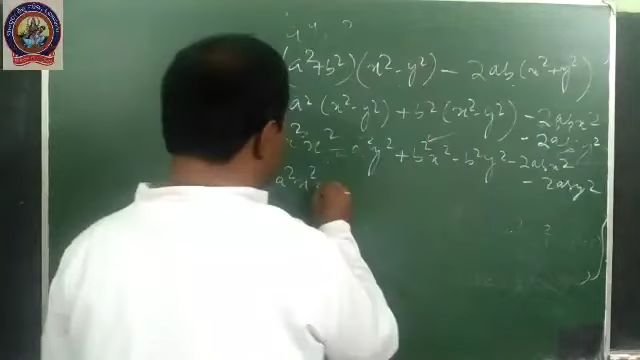 (a² + b²)(x² - y²) - 2ab(x² + y²)
a²(x² - y²) + b²(x² - y²) - 2abx²
- 2aby²
a²x² - a²y² + b²x² - b²y² - 2abx²
- 2aby²
a²x²